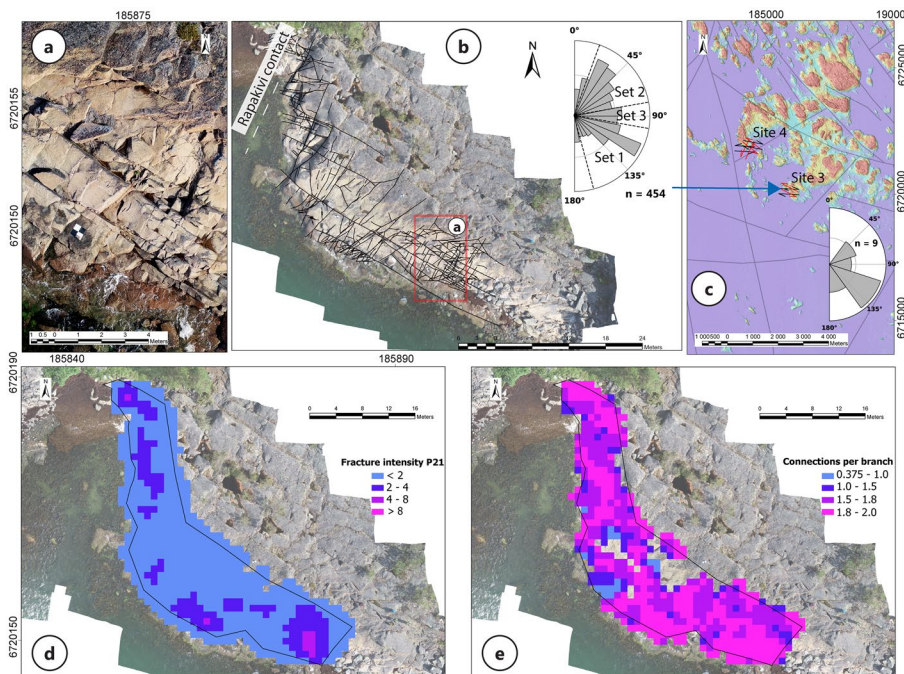 185875
a
N
6720155
6720150
1 0.5 0 1 2 3 4
Meters
Rapakivi contact
b
N
a
0°
45°
Set 2
Set 3
90°
Set 1
135°
180°
n = 454
Meters
185000
19000
6725000
6720000
6715000
Site 4
Site 3
0°
45°
n = 9
90°
135°
180°
c
1 000500 0 1 000 2 000 3 000 4 000
Meters
185840
185890
6720190
6720150
N
0 4 8 12 16
Meters
Fracture intensity P21
< 2
2 - 4
4 - 8
> 8
d
N
0 4 8 12 16
Meters
Connections per branch
0.375 - 1.0
1.0 - 1.5
1.5 - 1.8
1.8 - 2.0
e